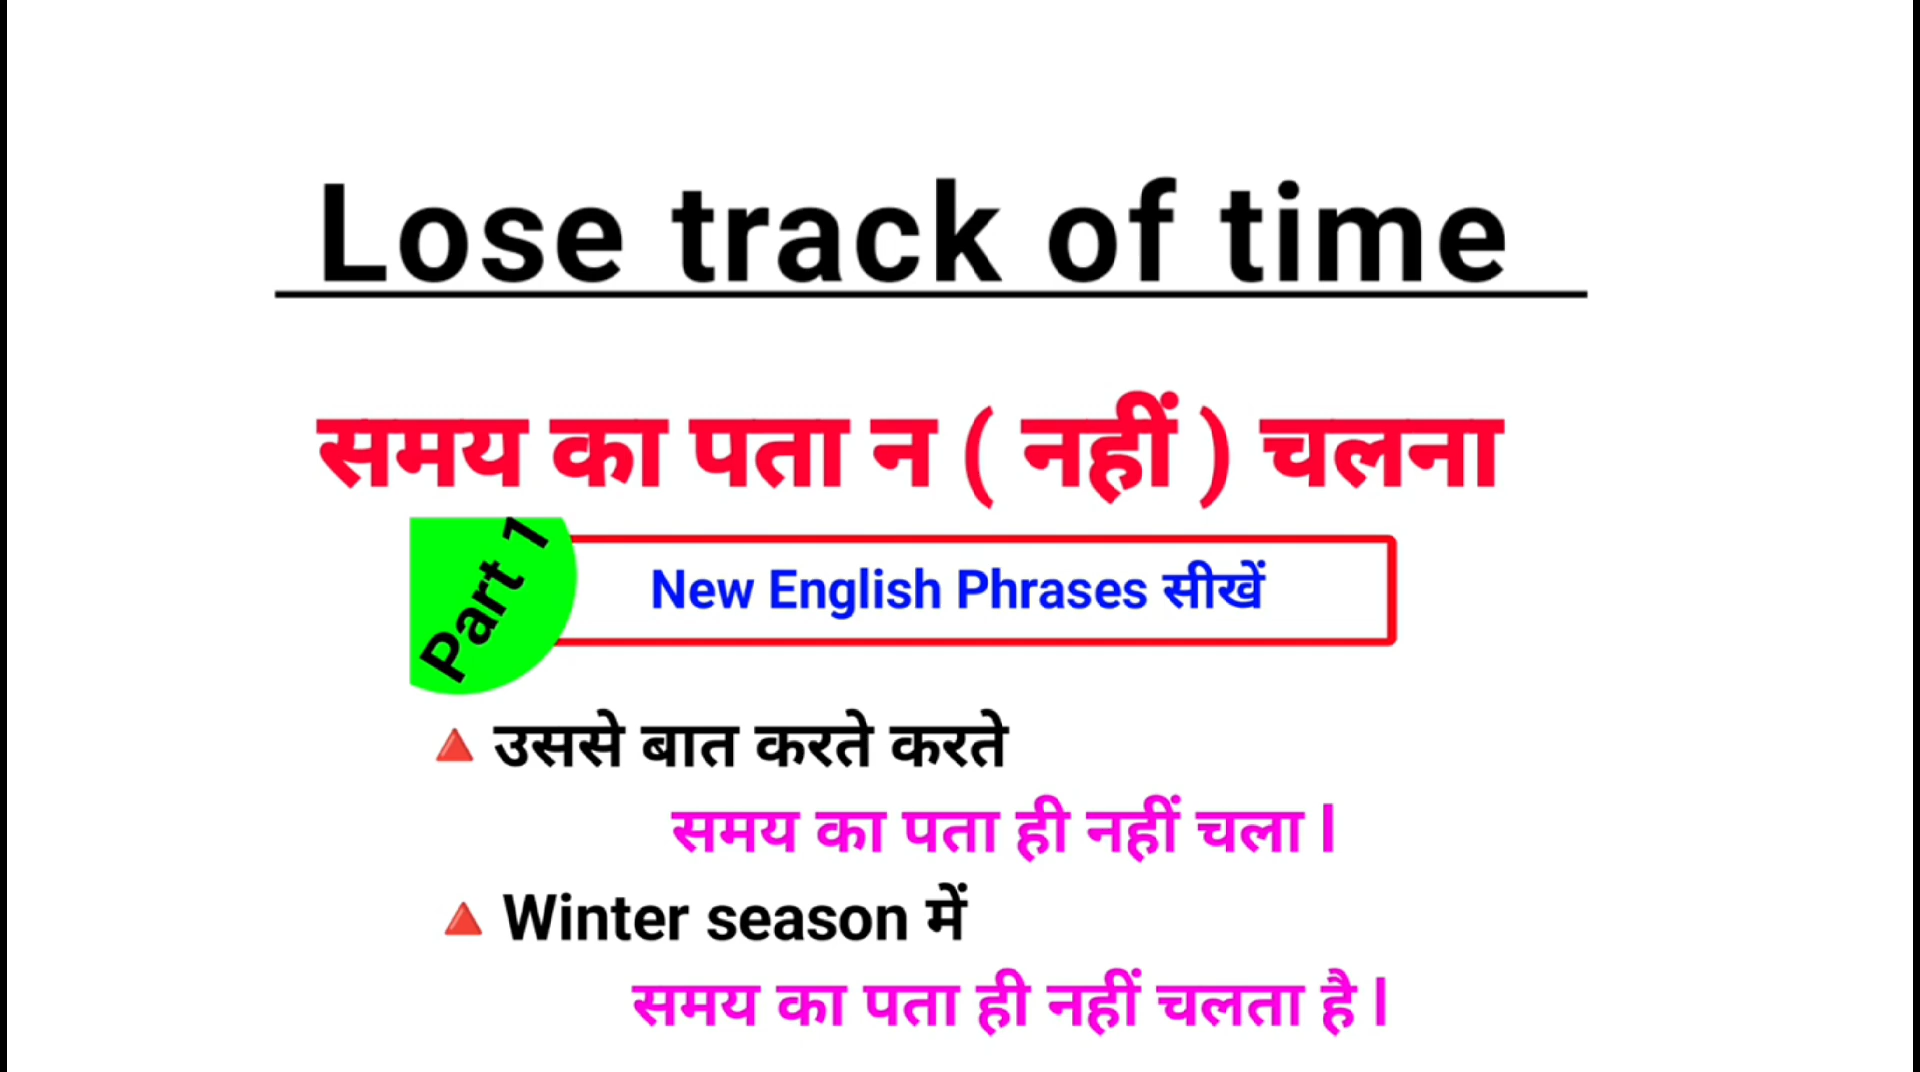 Lose track of time
समय का पता न ( नहीं ) चलना
Part 1
New English Phrases सीखें
🔺उससे बात करते करते
समय का पता ही नहीं चला l
🔺Winter season में
समय का पता ही नहीं चलता है l